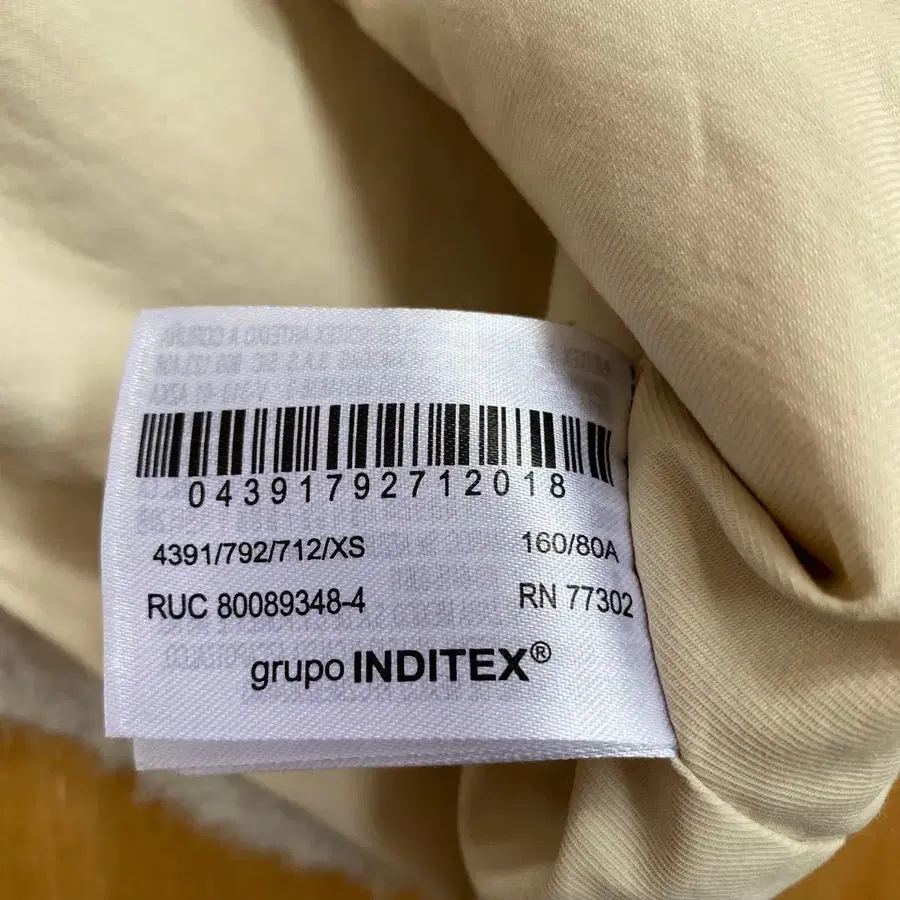 04391792712018
4391/792/712/XS 160/80A
RUC 80089348-4 RN 77302
grupo INDITEX®